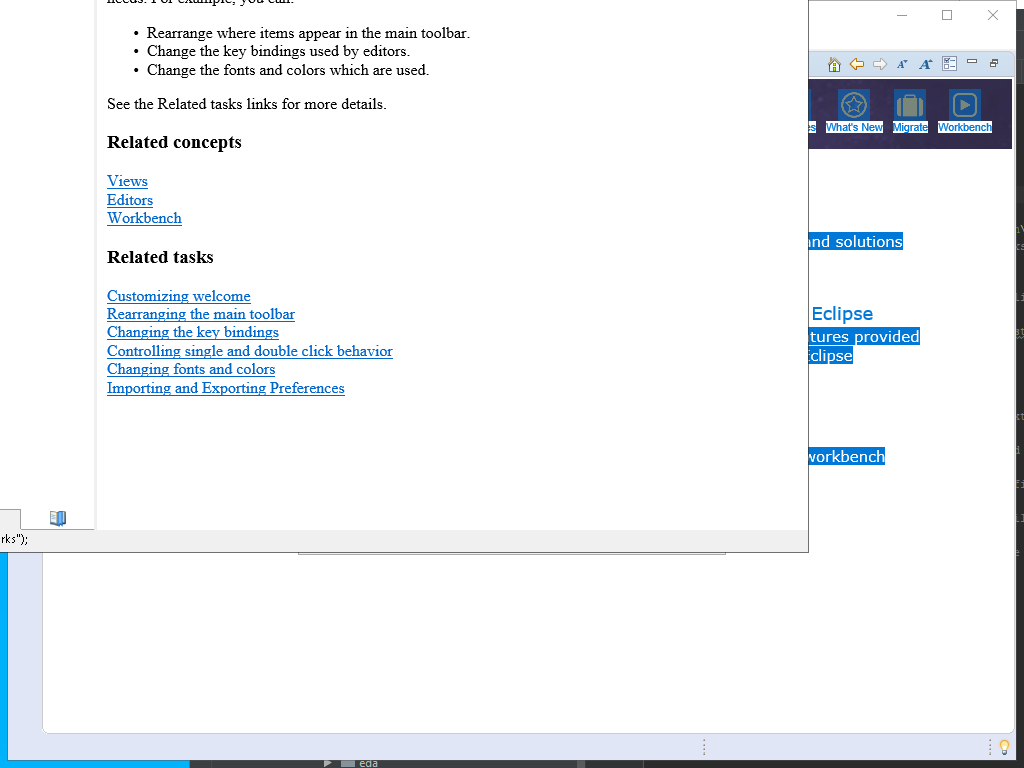 needs. For example, you can:
• Rearrange where items appear in the main toolbar.
• Change the key bindings used by editors.
• Change the fonts and colors which are used.
See the Related tasks links for more details.
Related concepts
Views
Editors
Workbench
Related tasks
Customizing welcome
Rearranging the main toolbar
Changing the key bindings
Controlling single and double click behavior
Changing fonts and colors
Importing and Exporting Preferences
rks");
A
A
es
What's New
Migrate
Workbench
and solutions
Eclipse
tures provided
clipse
workbench
eda